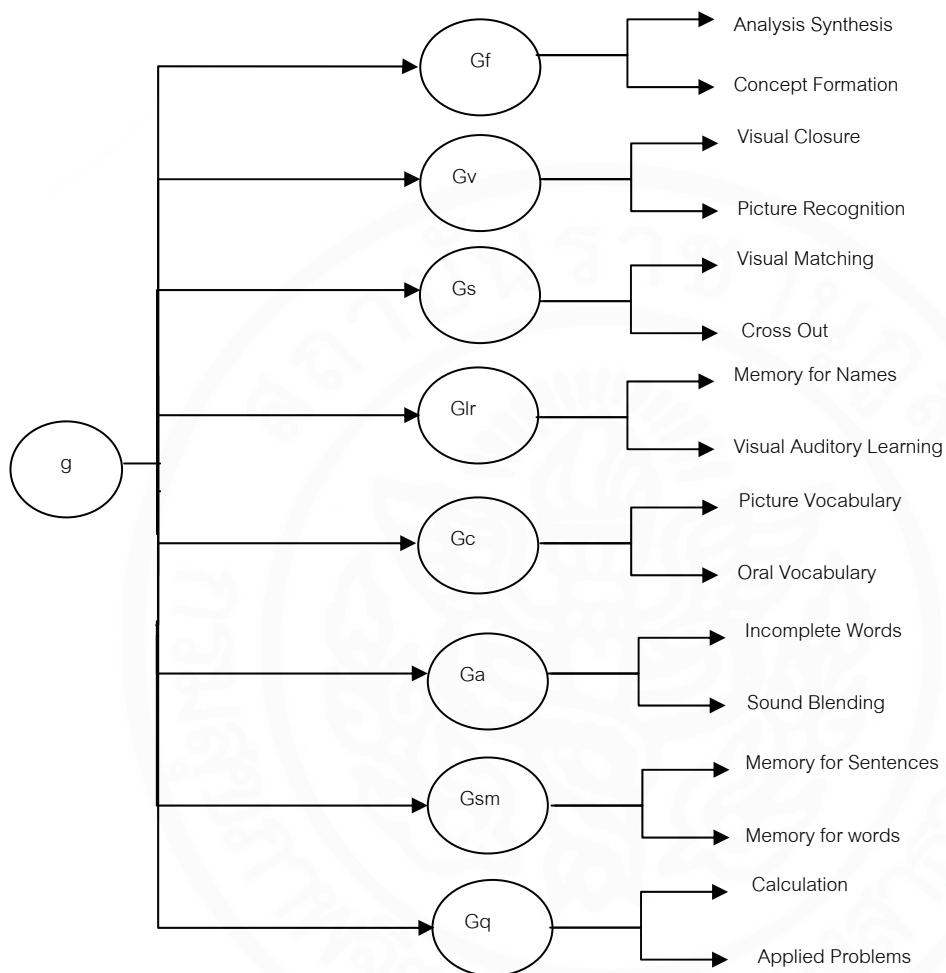 Gf
Analysis Synthesis
Concept Formation
Gv
Visual Closure
Picture Recognition
Gs
Visual Matching
Cross Out
Glr
Memory for Names
Visual Auditory Learning
g
Gc
Picture Vocabulary
Oral Vocabulary
Ga
Incomplete Words
Sound Blending
Gsm
Memory for Sentences
Memory for words
Gq
Calculation
Applied Problems